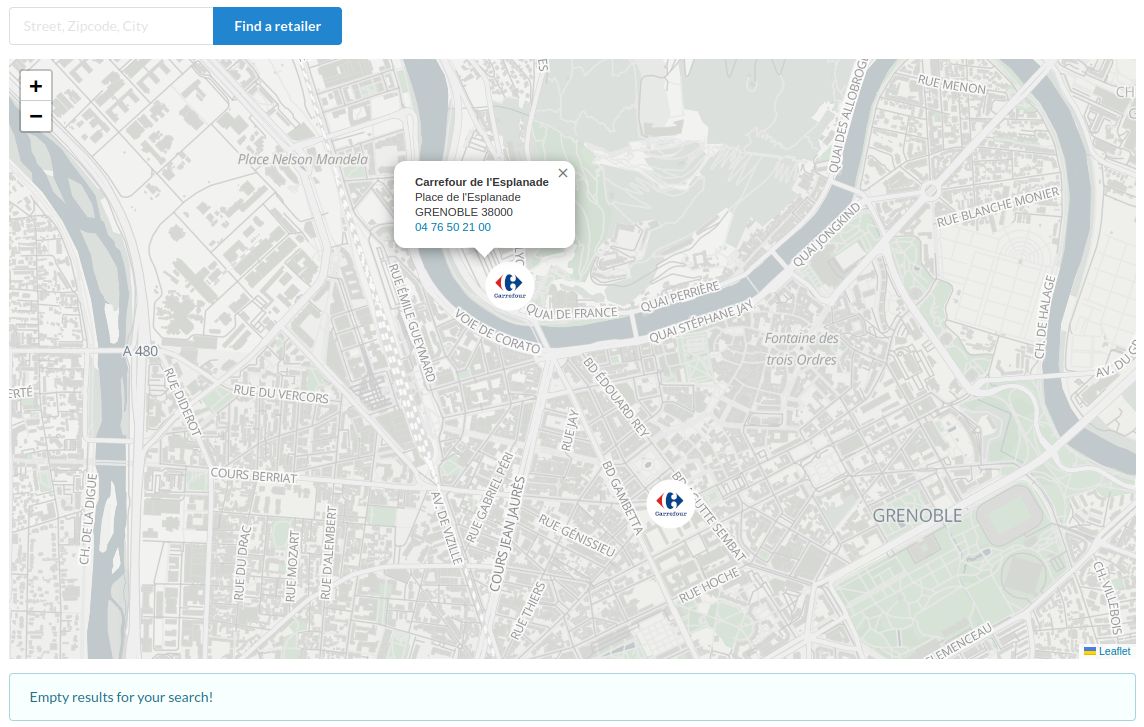 Street, Zipcode, City
Find a retailer
+
−
ES
QUAI DES ALLOBROG
RUE MENON
CH
C
Place Nelson Mandela
Carrefour de l'Esplanade
×
Place de l'Esplanade
GRENOBLE 38000
04 76 50 21 00
RUE BLANCHE MONIER
QUAI JONGKIND
LYC
Carrefour
RUE ÉMILE GUEYMARD
QUAI PERRIÈRE
QUAI DE FRANCE
QUAI STÉPHANE JAY
VOIE DE CORATO
CH. DE HALAGE
Fontaine des
trois Ordres
A 480
AV. DU G
ERTÉ
RUE DIDEROT
RUE DU VERCORS
BD ÉDOUARD REY
RUE JAY
COURS BERRIAT
RUE GABRIEL PÉRI
BD GAMBETTA
Carrefour
BD AGUTTE SEMBAT
GRENOBLE
CH. DE LA DIGUE
AV. DE VIZILLE
COURS JEAN JAURÈS
RUE GÉNISSIEU
RUE DU DRAC
RUE MOZART
RUE D'ALEMBERT
RUE HOCHE
RUE THIERS
CH. VILLEBOIS
LEMENCEAU
Leaflet
Empty results for your search!